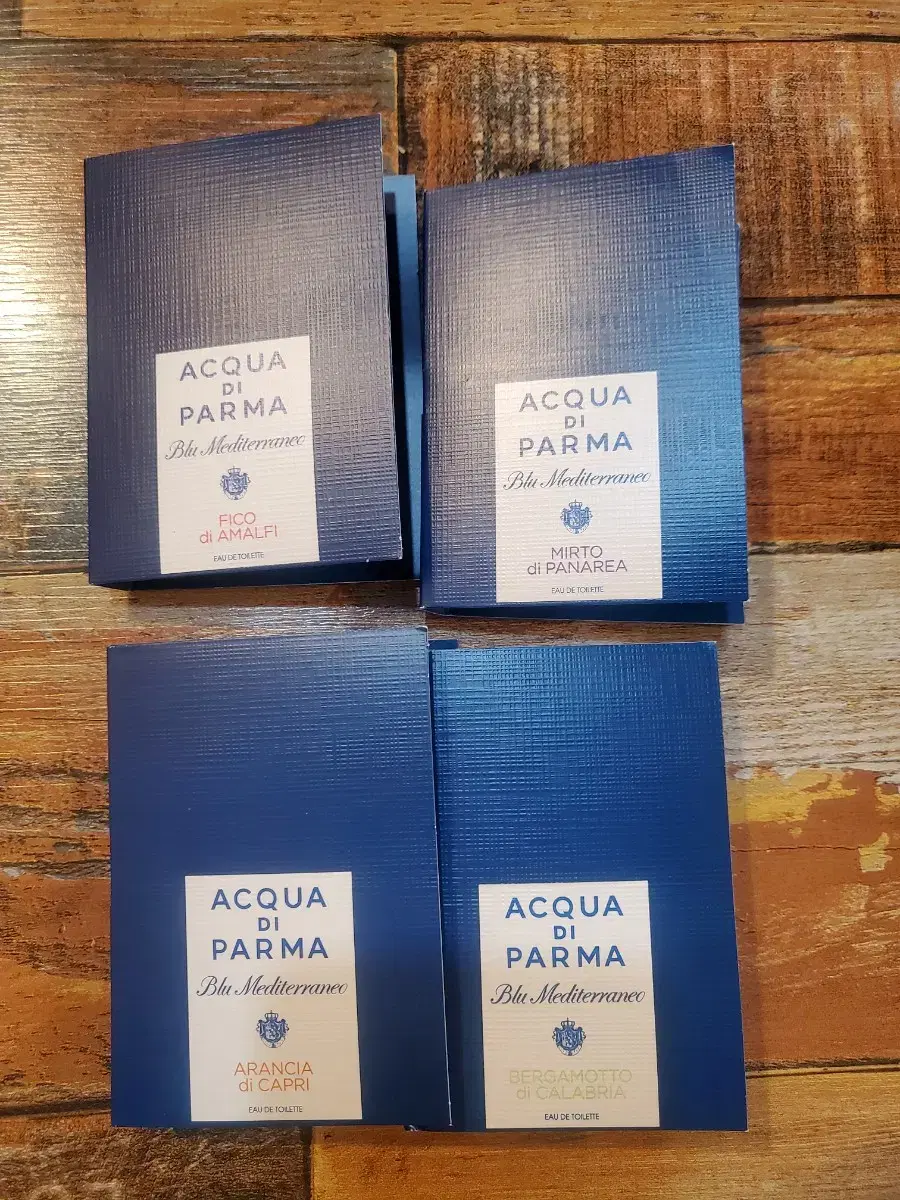 ACQUA
DI
PARMA
Blu Mediterraneo
FICO
di AMALFI
EAU DE TOILETTE
ACQUA
DI
PARMA
Blu Mediterraneo
MIRTO
di PANAREA
EAU DE TOILETTE
ACQUA
DI
PARMA
Blu Mediterraneo
ARANCIA
di CAPRI
EAU DE TOILETTE
ACQUA
DI
PARMA
Blu Mediterraneo
BERGAMOTTO
di CALABRIA
EAU DE TOILETTE